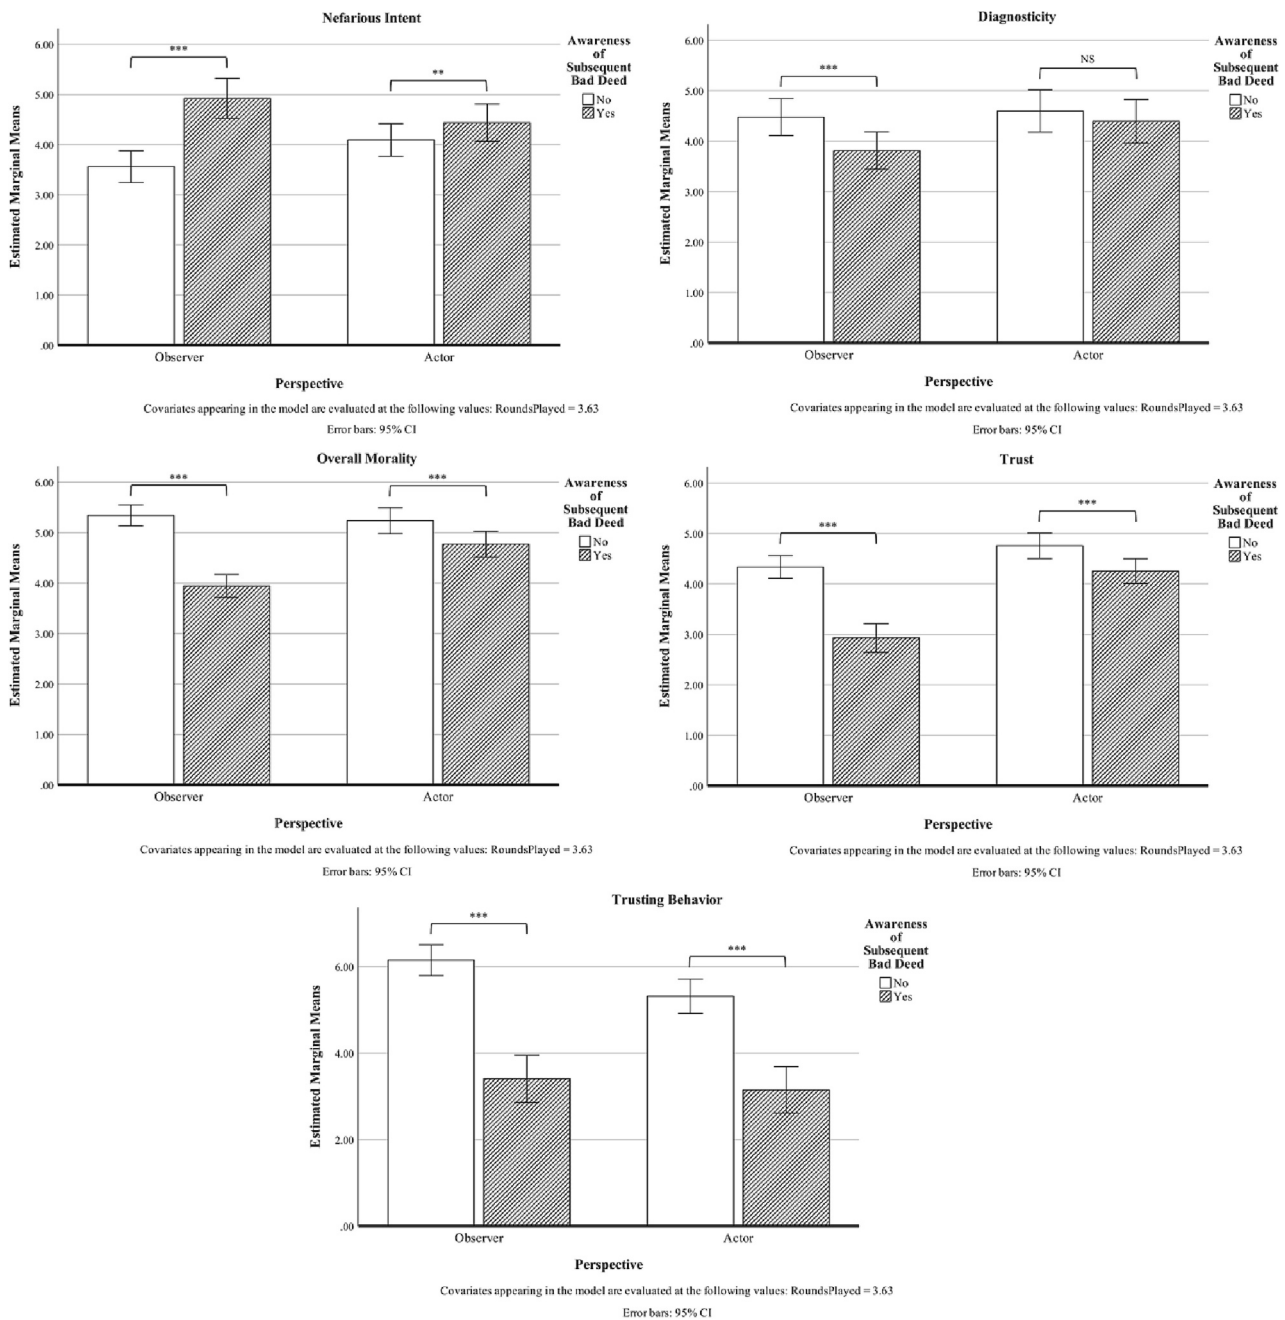 Nefarious Intent
Estimated Marginal Means
6.00
5.00
4.00
3.00
2.00
1.00
.00
***
**
Observer
Actor
Perspective
Awareness
of
Subsequent
Bad Deed
No
Yes
Covariates appearing in the model are evaluated at the following values: RoundsPlayed = 3.63
Error bars: 95% CI
Diagnosticity
Estimated Marginal Means
6.00
5.00
4.00
3.00
2.00
1.00
.00
***
NS
Observer
Actor
Perspective
Awareness
of
Subsequent
Bad Deed
No
Yes
Covariates appearing in the model are evaluated at the following values: RoundsPlayed = 3.63
Error bars: 95% CI
Overall Morality
Estimated Marginal Means
6.00
5.00
4.00
3.00
2.00
1.00
.00
***
***
Observer
Actor
Perspective
Awareness
of
Subsequent
Bad Deed
No
Yes
Covariates appearing in the model are evaluated at the following values: RoundsPlayed = 3.63
Error bars: 95% CI
Trust
Estimated Marginal Means
6.00
5.00
4.00
3.00
2.00
1.00
.00
***
***
Observer
Actor
Perspective
Awareness
of
Subsequent
Bad Deed
No
Yes
Covariates appearing in the model are evaluated at the following values: RoundsPlayed = 3.63
Error bars: 95% CI
Trusting Behavior
Estimated Marginal Means
6.00
4.00
2.00
.00
***
***
Observer
Actor
Perspective
Awareness
of
Subsequent
Bad Deed
No
Yes
Covariates appearing in the model are evaluated at the following values: RoundsPlayed = 3.63
Error bars: 95% CI